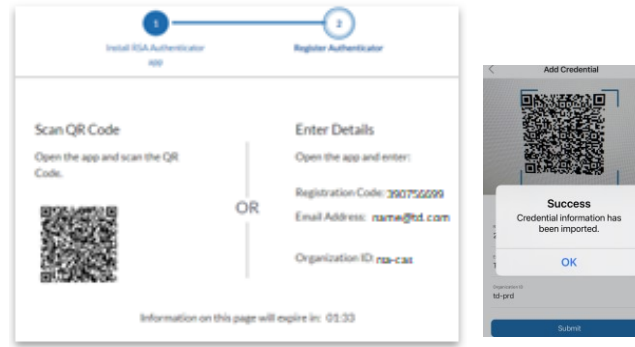 1
2
Install RSA Authenticator
app
Register Authenticator
Scan QR Code
Open the app and scan the QR
Code.
OR
Enter Details
Open the app and enter:
Registration Code: 390756099
Email Address: name@td.com
Organization ID: rsa-cas
Information on this page will expire in: 01:33
Add Credential
Success
Credential information has
been imported.
OK
Organization ID
td-prd
Submit